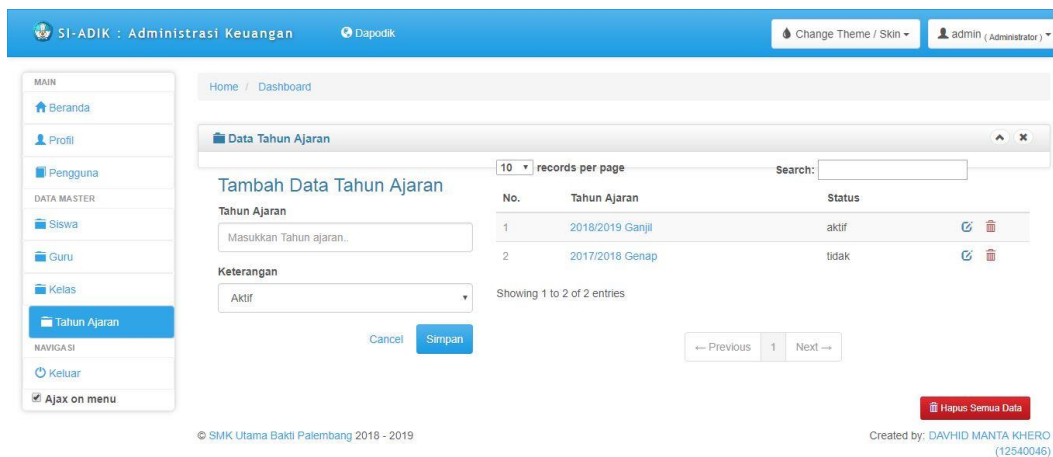 SI-ADIK : Administrasi Keuangan
Dapodik
Change Theme / Skin
admin ( Administrator )
MAIN
Beranda
Profil
Pengguna
DATA MASTER
Siswa
Guru
Kelas
Tahun Ajaran
NAVIGASI
Keluar
Ajax on menu
Home / Dashboard
Data Tahun Ajaran
Tambah Data Tahun Ajaran
Tahun Ajaran
Masukkan Tahun ajaran..
Keterangan
Aktif
Cancel Simpan
10 records per page
Search:
No. Tahun Ajaran Status
1 2018/2019 Ganjil aktif
2 2017/2018 Genap tidak
Showing 1 to 2 of 2 entries
← Previous 1 Next →
Hapus Semua Data
© SMK Utama Bakti Palembang 2018 - 2019
Created by: DAVHID MANTA KHERO
(12540046)